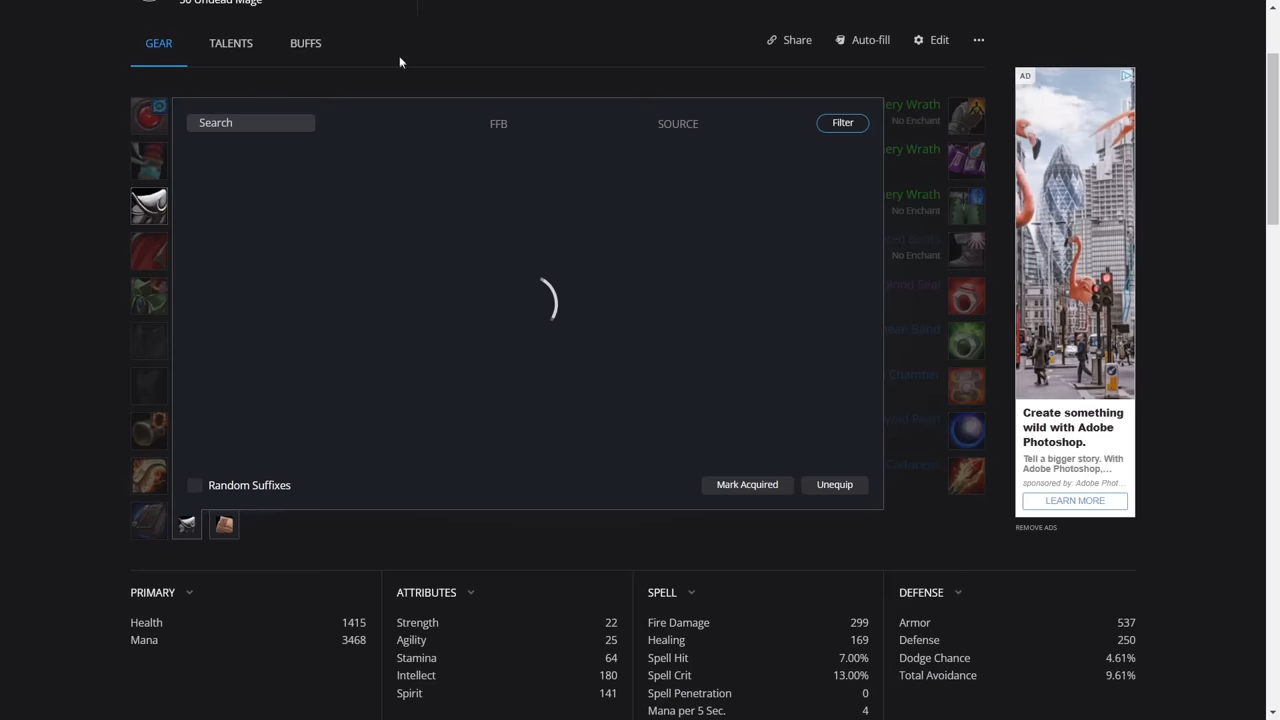 50 Undead Mage
GEAR
TALENTS
BUFFS
Share
Auto-fill
Edit
Search
FFB
SOURCE
Filter
ery Wrath
No Enchant
ery Wrath
ery Wrath
No Enchant
No Enchant
Blood Seal
Band
Random Suffixes
Mark Acquired
Unequip
AD
Create something
wild with Adobe
Photoshop.
Tell a bigger story. With
Adobe Photoshop,...
sponsored by: Adobe Phot...
LEARN MORE
REMOVE ADS
PRIMARY
Health 1415
Mana 3468
ATTRIBUTES
Strength 22
Agility 25
Stamina 64
Intellect 180
Spirit 141
SPELL
Fire Damage 299
Healing 169
Spell Hit 7.00%
Spell Crit 13.00%
Spell Penetration 0
Mana per 5 Sec. 4
DEFENSE
Armor 537
Defense 250
Dodge Chance 4.61%
Total Avoidance 9.61%